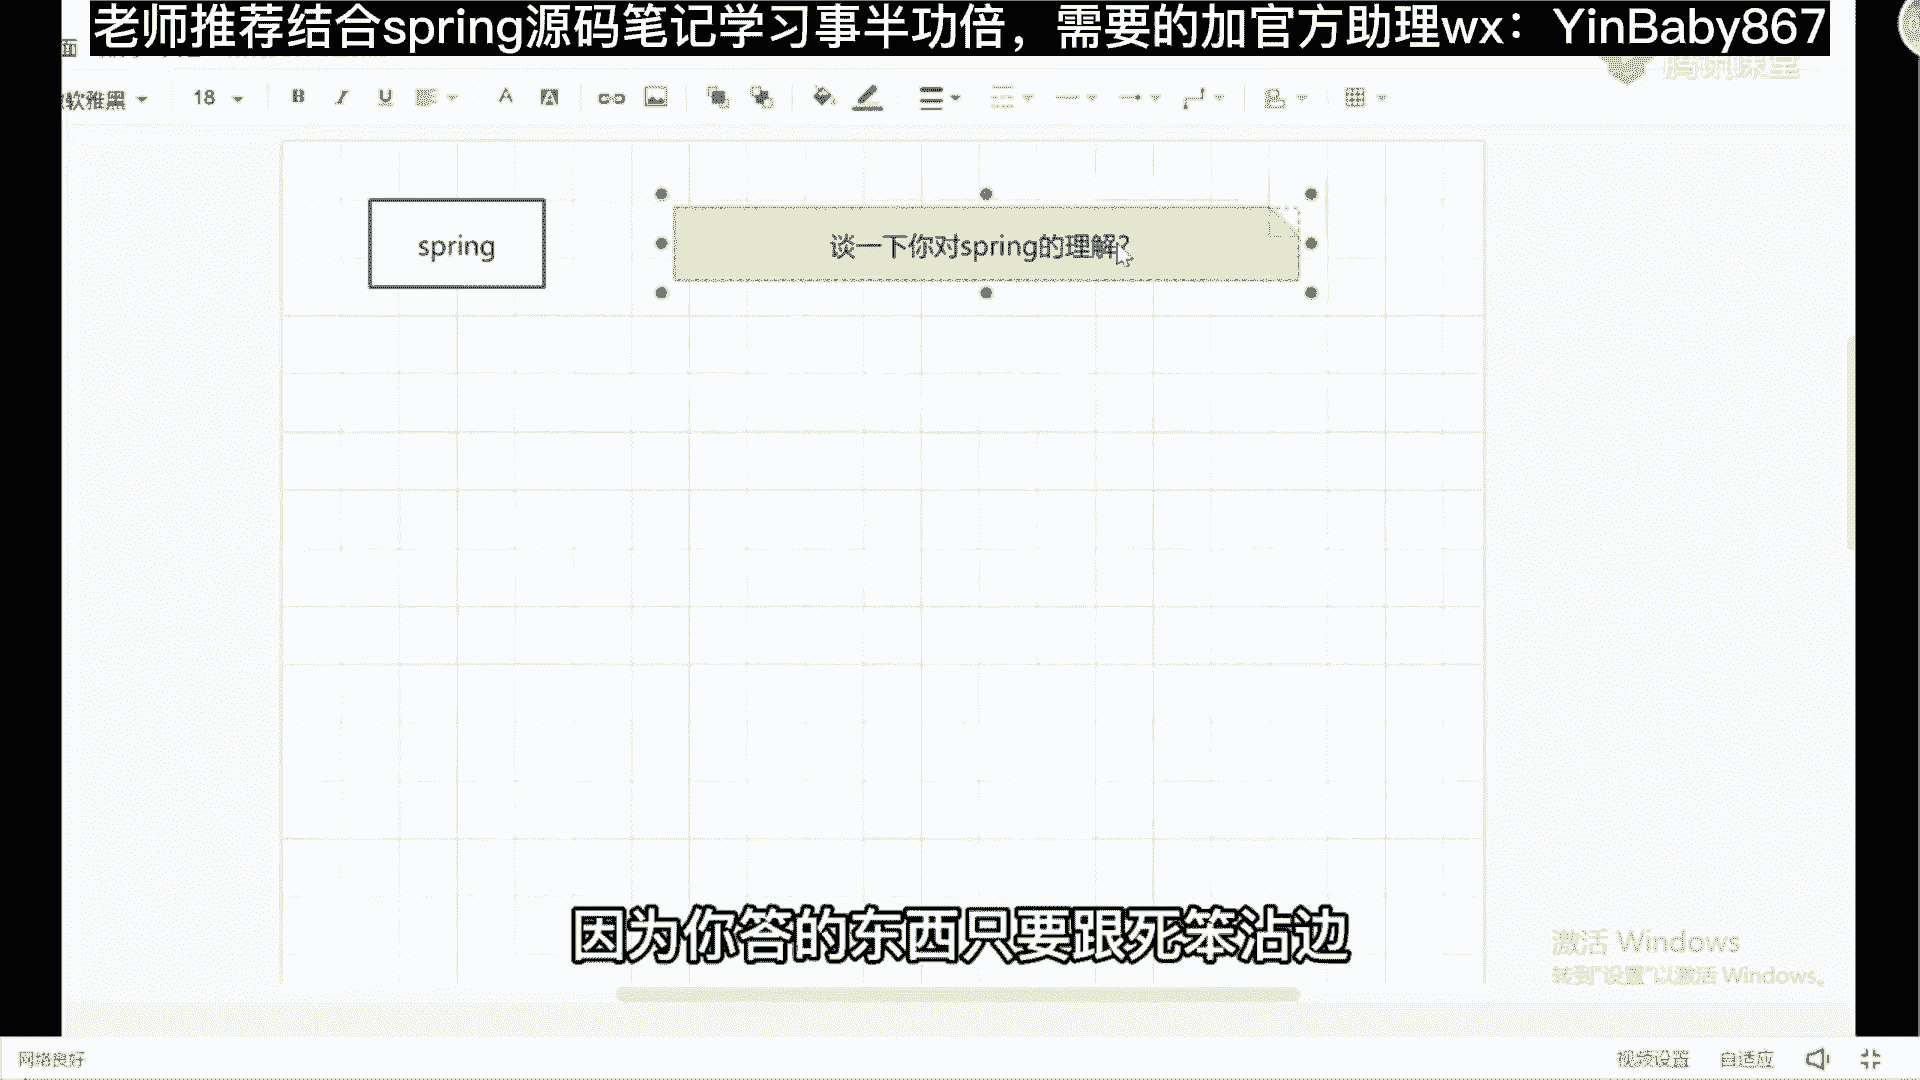 老师推荐结合spring源码笔记学习事半功倍，需要的加官方助理wx：YinBaby867
面
腾讯课堂
软雅黑
18
B I U A A
spring
谈一下你对spring的理解?
因为你答的东西只要跟死笨沾边
激活 Windows
转到"设置"以激活 Windows。
网络良好
视频设置
自适应